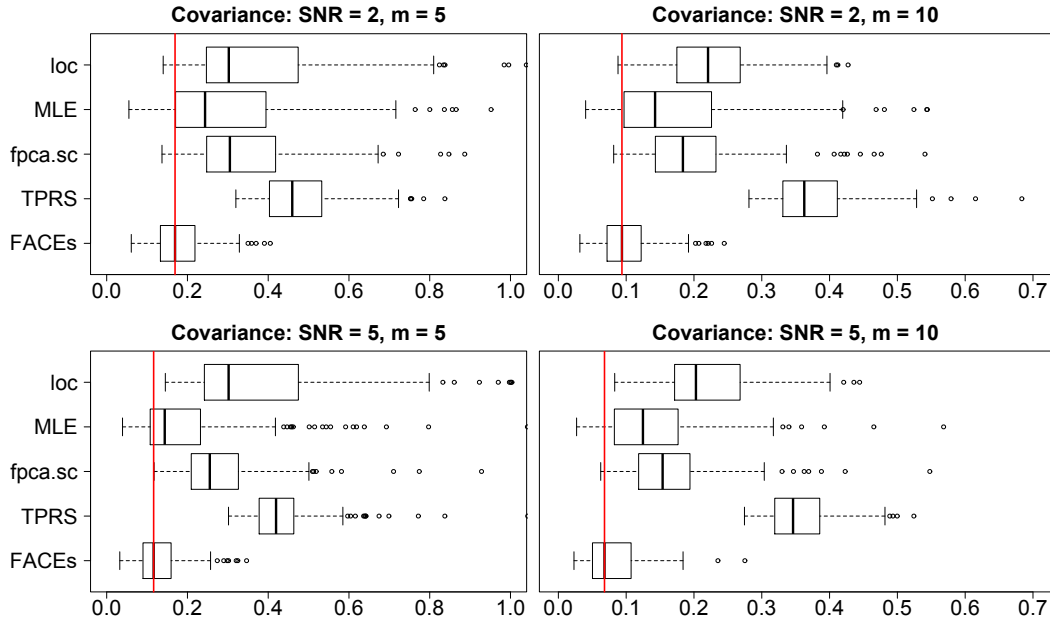 Covariance: SNR = 2, m = 5
Covariance: SNR = 2, m = 10
loc
MLE
fpca.sc
TPRS
FACEs
0.0 0.2 0.4 0.6 0.8 1.0
0.0 0.1 0.2 0.3 0.4 0.5 0.6 0.7
Covariance: SNR = 5, m = 5
Covariance: SNR = 5, m = 10
loc
MLE
fpca.sc
TPRS
FACEs
0.0 0.2 0.4 0.6 0.8 1.0
0.0 0.1 0.2 0.3 0.4 0.5 0.6 0.7